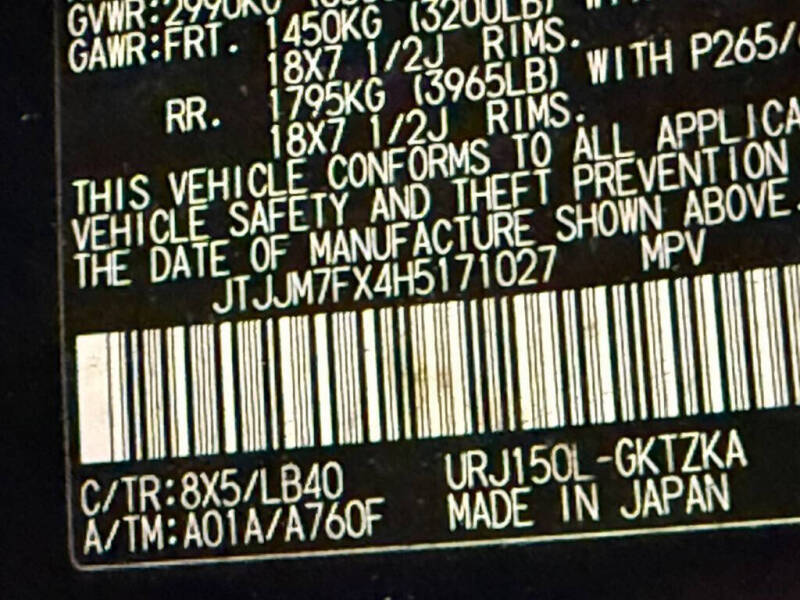 GVWR:2990KG
GAWR:FRT. 1450KG (3200LB)
18X7 1/2J RIMS.
RR. 1795KG (3965LB) WITH P265/
18X7 1/2J RIMS.
THIS VEHICLE CONFORMS TO ALL APPLICA
VEHICLE SAFETY AND THEFT PREVENTION
THE DATE OF MANUFACTURE SHOWN ABOVE.
JTJJM7FX4H5171027 MPV
C/TR:8X5/LB40 URJ150L-GKTZKA
A/TM:A01A/A760F MADE IN JAPAN